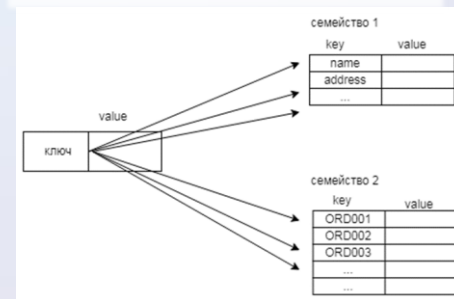 семейство 1
key value
name
address
...
value
ключ
семейство 2
key value
ORD001
ORD002
ORD003
...
...